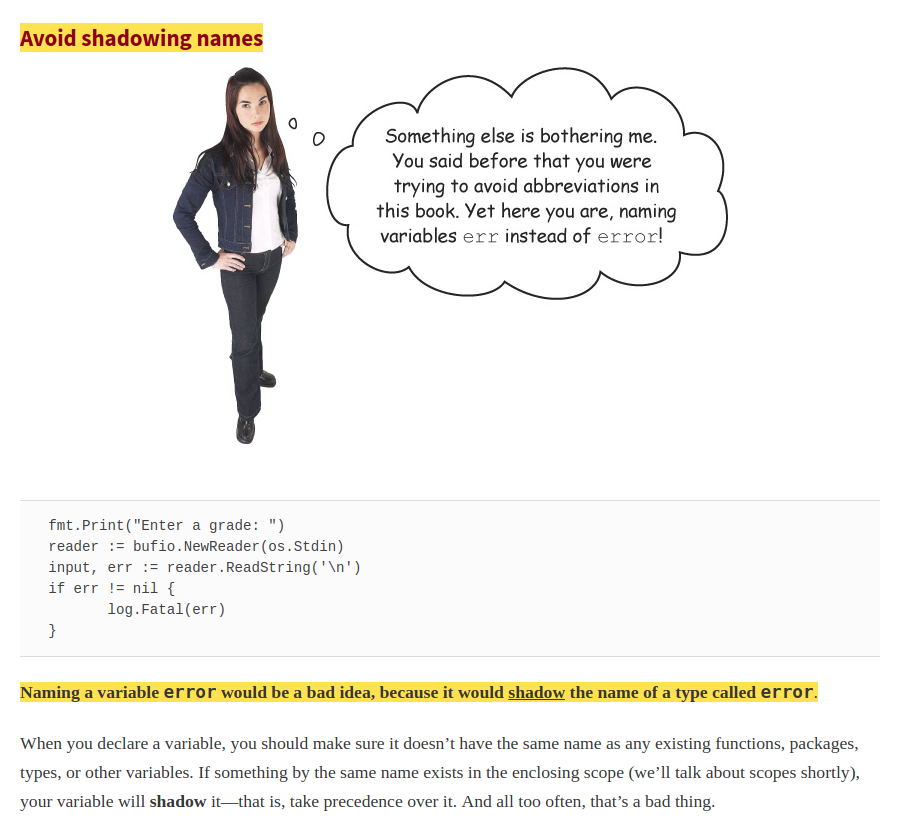 Avoid shadowing names
Something else is bothering me.
You said before that you were
trying to avoid abbreviations in
this book. Yet here you are, naming
variables err instead of error!
fmt.Print("Enter a grade: ")
reader := bufio.NewReader(os.Stdin)
input, err := reader.ReadString('\n')
if err != nil {
       log.Fatal(err)
}
Naming a variable error would be a bad idea, because it would shadow the name of a type called error.
When you declare a variable, you should make sure it doesn’t have the same name as any existing functions, packages,
types, or other variables. If something by the same name exists in the enclosing scope (we’ll talk about scopes shortly),
your variable will shadow it—that is, take precedence over it. And all too often, that’s a bad thing.